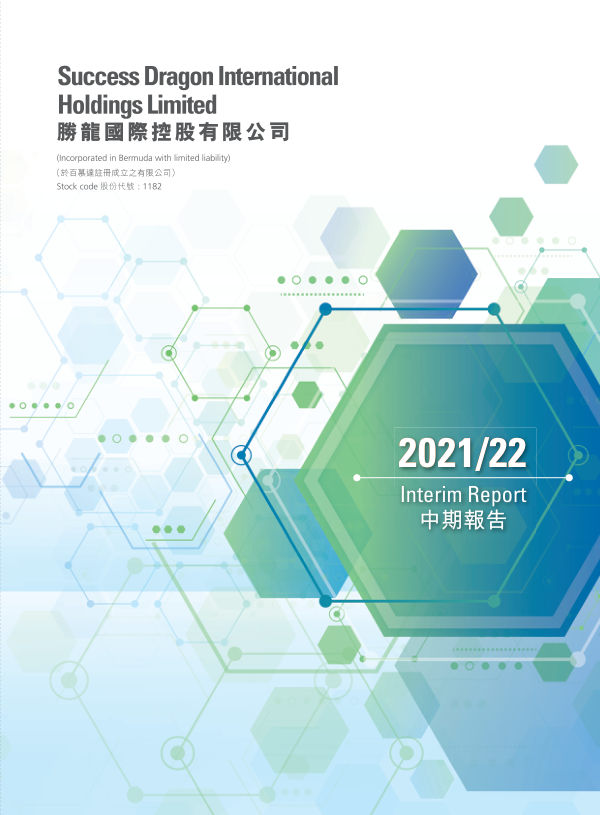 Success Dragon International
Holdings Limited
勝龍國際控股有限公司
(Incorporated in Bermuda with limited liability)
(於百慕達註冊成立之有限公司)
Stock code 股份代號 : 1182
2021/22
Interim Report
中期報告